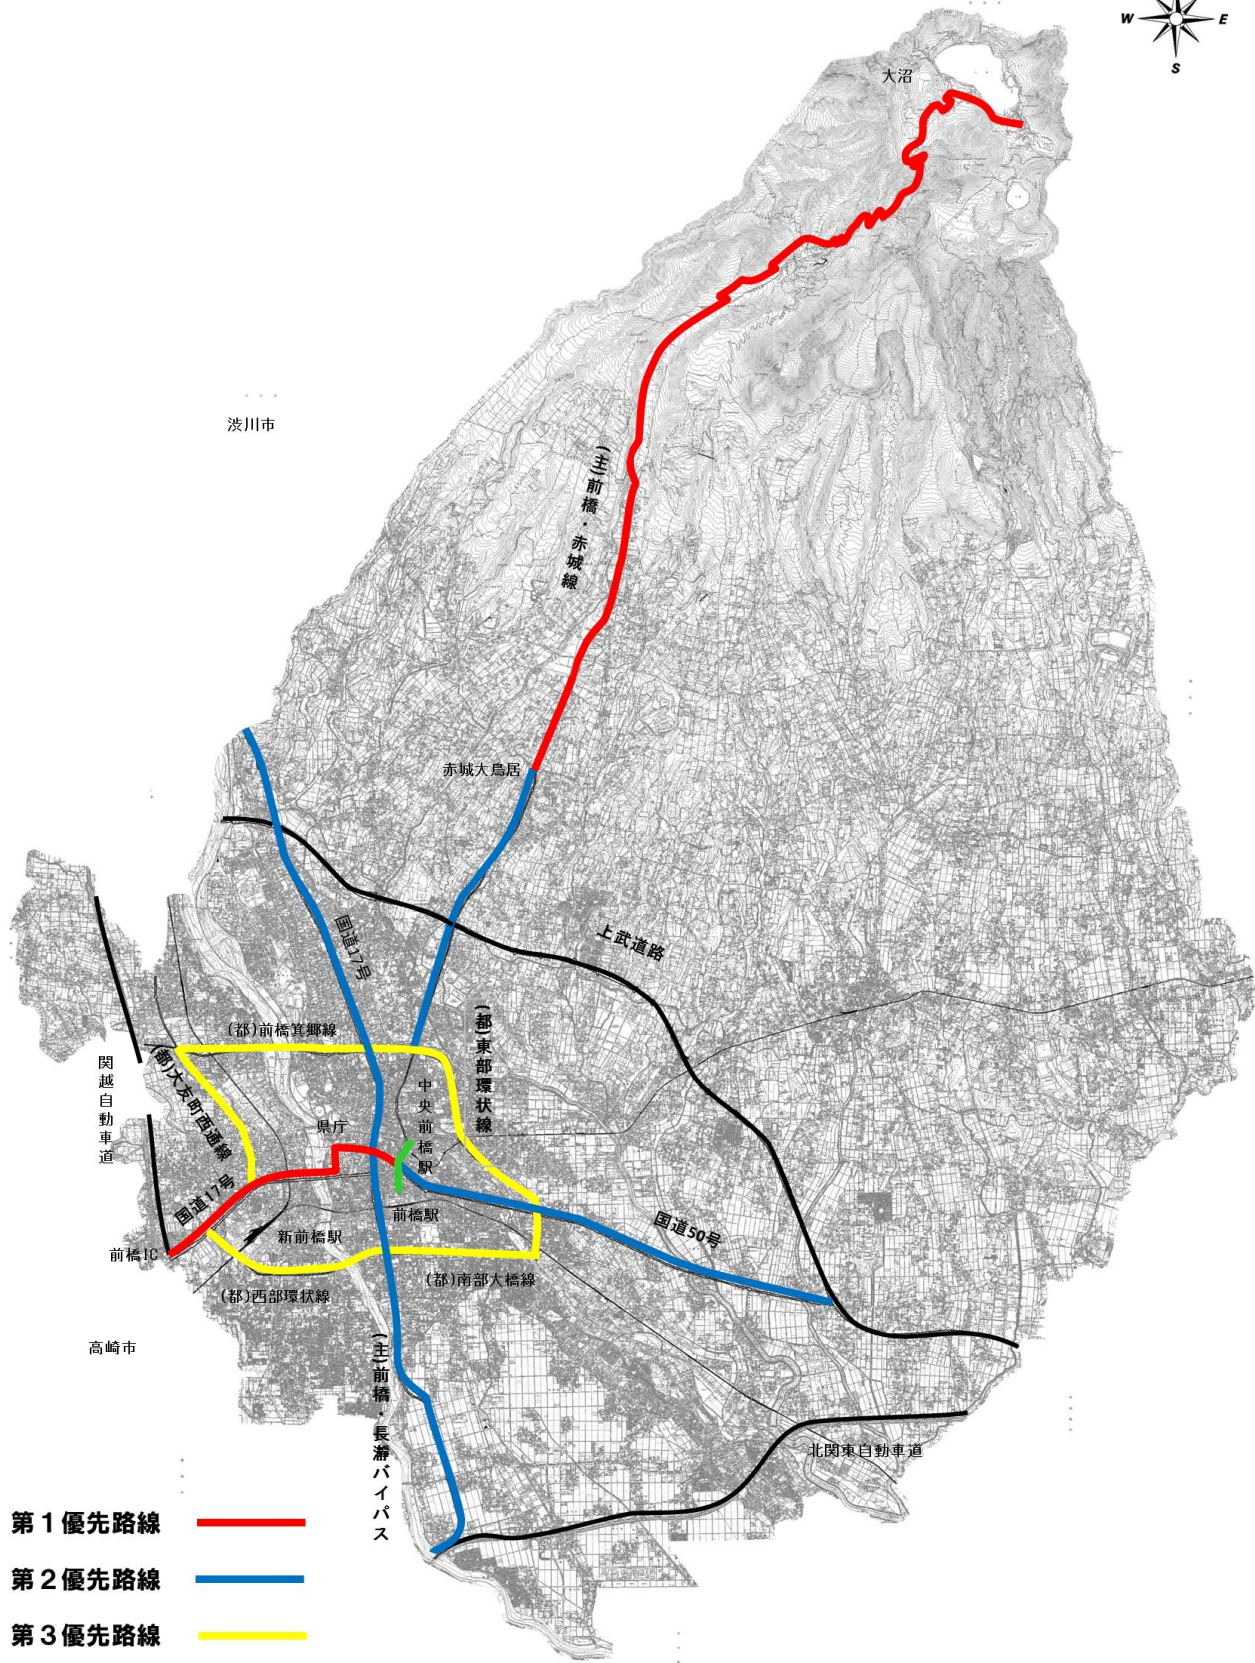 W
E
S
大沼
渋川市
(主)前橋・赤城線
赤城大鳥居
国道17号
上武道路
(都)前橋箕郷線
(都)東部環状線
(都)大友町西通線
関越自動車道
中央前橋駅
県庁
国道17号
前橋駅
新前橋駅
国道50号
前橋IC
(都)南部大橋線
(都)西部環状線
高崎市
(主)前橋・長瀞バイパス
北関東自動車道
第1優先路線
第2優先路線
第3優先路線